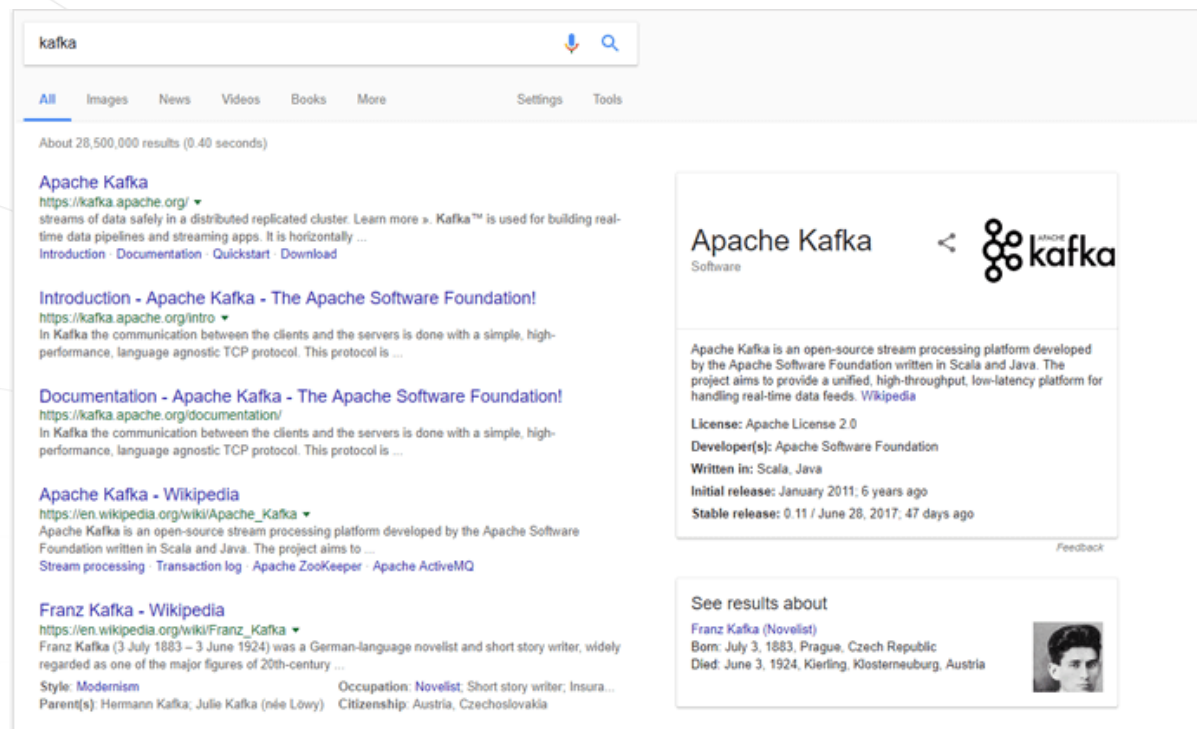 kafka
All Images News Videos Books More Settings Tools
About 28,500,000 results (0.40 seconds)
Apache Kafka
https://kafka.apache.org/
streams of data safely in a distributed replicated cluster. Learn more ». Kafka™ is used for building real-
time data pipelines and streaming apps. It is horizontally ...
Introduction · Documentation · Quickstart · Download
Introduction - Apache Kafka - The Apache Software Foundation!
https://kafka.apache.org/intro
In Kafka the communication between the clients and the servers is done with a simple, high-
performance, language agnostic TCP protocol. This protocol is ...
Documentation - Apache Kafka - The Apache Software Foundation!
https://kafka.apache.org/documentation/
In Kafka the communication between the clients and the servers is done with a simple, high-
performance, language agnostic TCP protocol. This protocol is ...
Apache Kafka - Wikipedia
https://en.wikipedia.org/wiki/Apache_Kafka
Apache Kafka is an open-source stream processing platform developed by the Apache Software
Foundation written in Scala and Java. The project aims to ...
Stream processing · Transaction log · Apache ZooKeeper · Apache ActiveMQ
Franz Kafka - Wikipedia
https://en.wikipedia.org/wiki/Franz_Kafka
Franz Kafka (3 July 1883 – 3 June 1924) was a German-language novelist and short story writer, widely
regarded as one of the major figures of 20th-century ...
Style: Modernism Occupation: Novelist; Short story writer; Insura...
Parent(s): Hermann Kafka; Julie Kafka (née Löwy) Citizenship: Austria, Czechoslovakia
Apache Kafka
Software
APACHE
kafka
Apache Kafka is an open-source stream processing platform developed
by the Apache Software Foundation written in Scala and Java. The
project aims to provide a unified, high-throughput, low-latency platform for
handling real-time data feeds. Wikipedia
License: Apache License 2.0
Developer(s): Apache Software Foundation
Written in: Scala, Java
Initial release: January 2011; 6 years ago
Stable release: 0.11 / June 28, 2017; 47 days ago
Feedback
See results about
Franz Kafka (Novelist)
Born: July 3, 1883, Prague, Czech Republic
Died: June 3, 1924, Kierling, Klosterneuburg, Austria